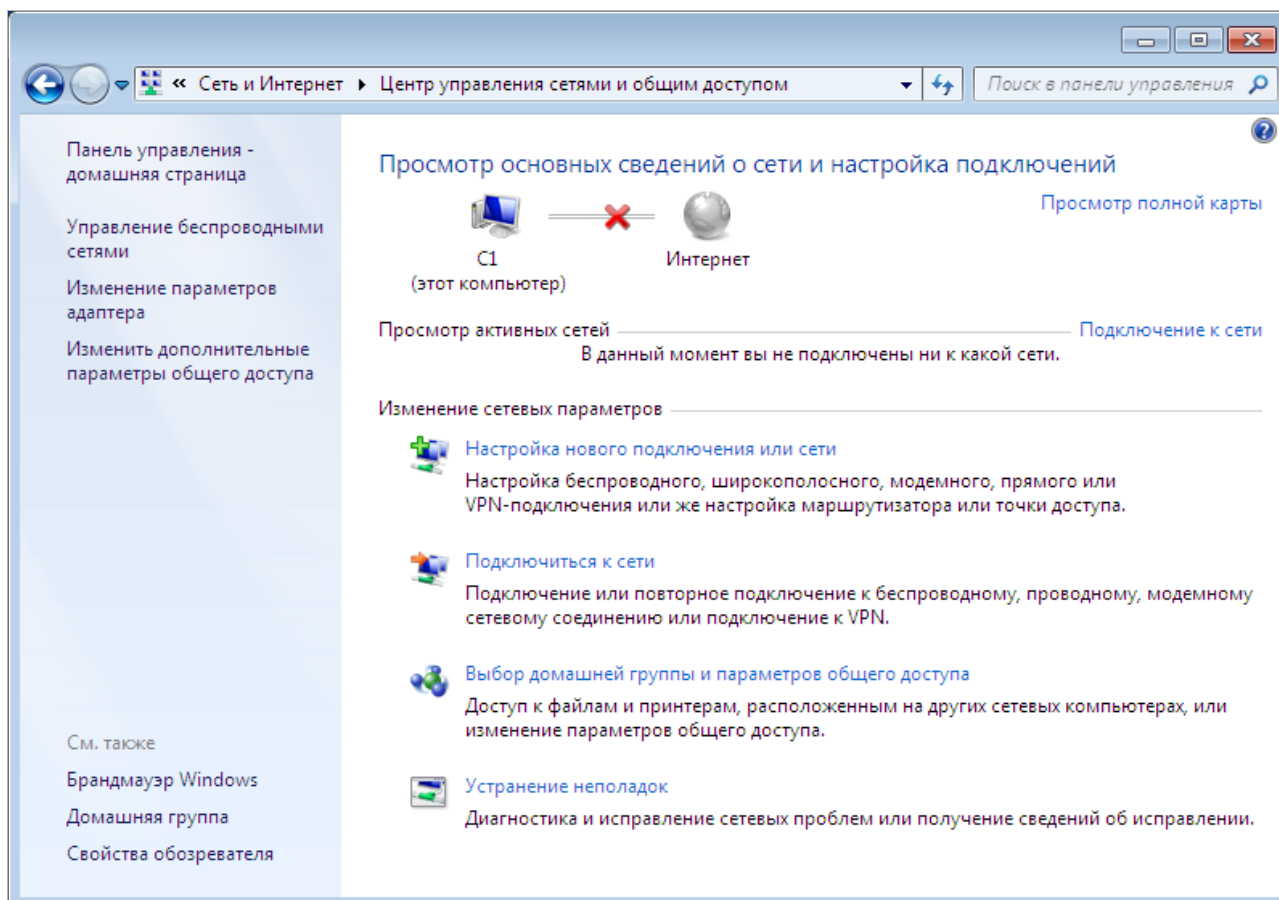 « Сеть и Интернет ▸ Центр управления сетями и общим доступом
Поиск в панели управления
Панель управления -
домашняя страница
Управление беспроводными
сетями
Изменение параметров
адаптера
Изменить дополнительные
параметры общего доступа
См. также
Брандмауэр Windows
Домашняя группа
Свойства обозревателя
Просмотр основных сведений о сети и настройка подключений
Просмотр полной карты
C1
(этот компьютер)
Интернет
Просмотр активных сетей
Подключение к сети
В данный момент вы не подключены ни к какой сети.
Изменение сетевых параметров
Настройка нового подключения или сети
Настройка беспроводного, широкополосного, модемного, прямого или
VPN-подключения или же настройка маршрутизатора или точки доступа.
Подключиться к сети
Подключение или повторное подключение к беспроводному, проводному, модемному
сетевому соединению или подключение к VPN.
Выбор домашней группы и параметров общего доступа
Доступ к файлам и принтерам, расположенным на других сетевых компьютерах, или
изменение параметров общего доступа.
Устранение неполадок
Диагностика и исправление сетевых проблем или получение сведений об исправлении.